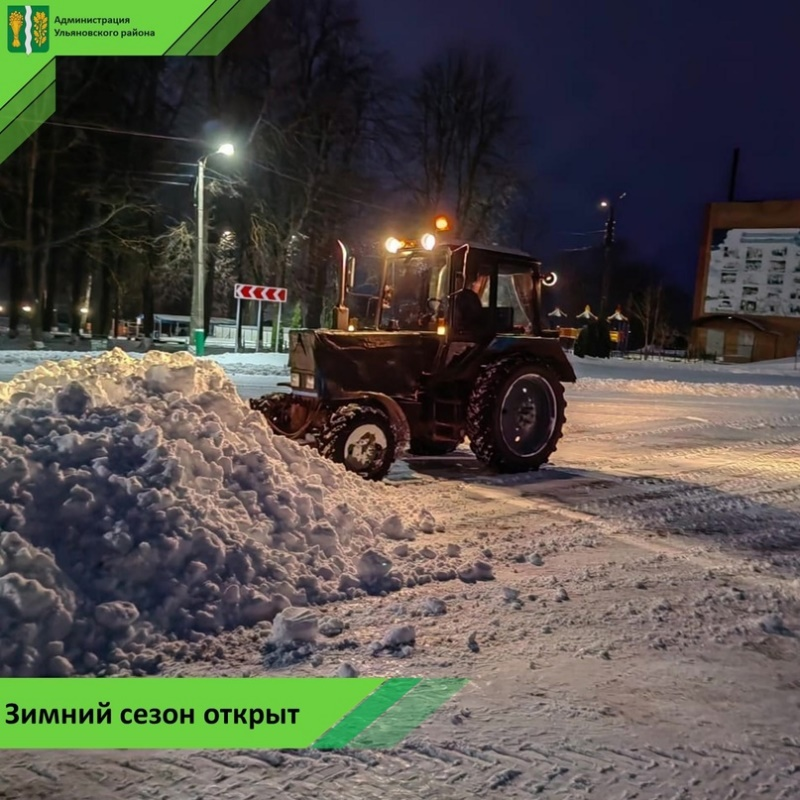 Администрация
Ульяновского района
Зимний сезон открыт